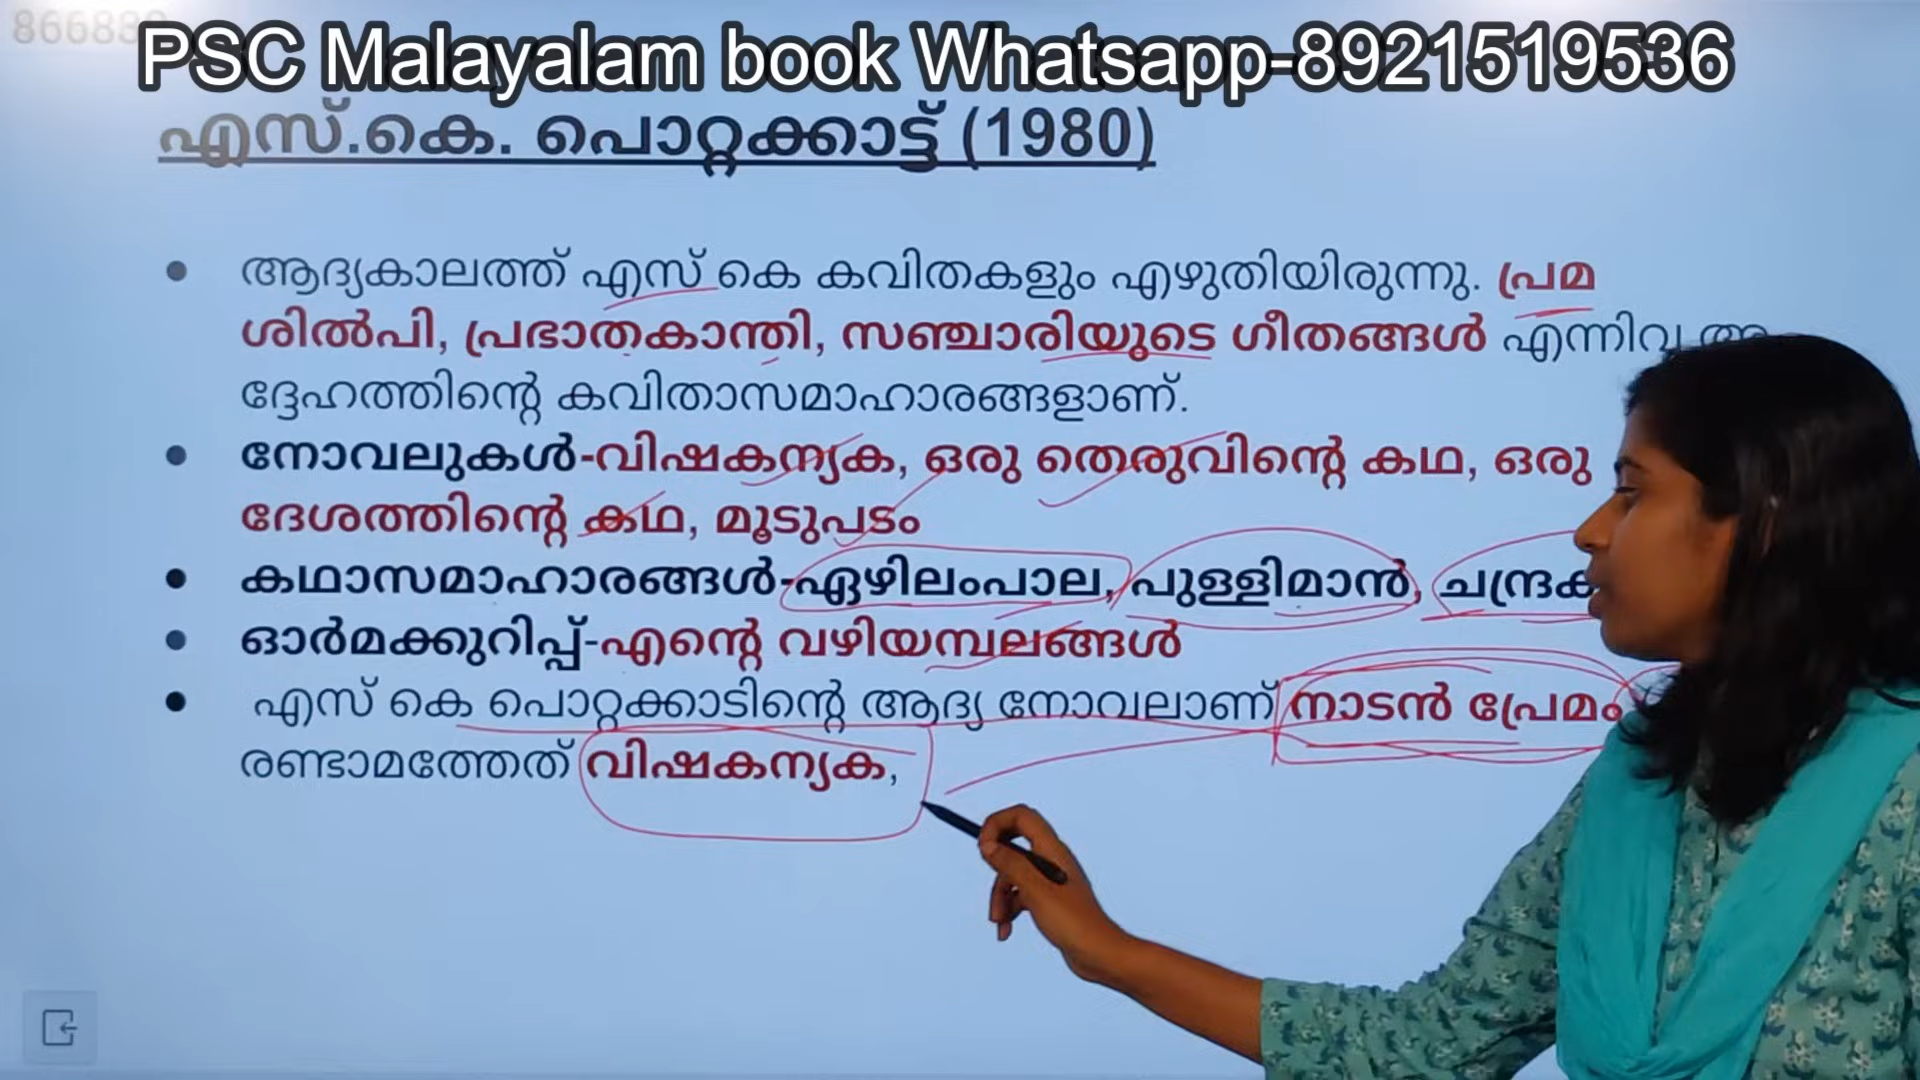 PSC Malayalam book Whatsapp-8921519536
എസ്.കെ. പൊറ്റക്കാട്ട് (1980)
ആദ്യകാലത്ത് എസ് കെ കവിതകളും എഴുതിയിരുന്നു. പ്രമ
ശിൽപി, പ്രഭാതകാന്തി, സഞ്ചാരിയുടെ ഗീതങ്ങൾ എന്നിവ അ
ദ്ദേഹത്തിന്റെ കവിതാസമാഹാരങ്ങളാണ്.
നോവലുകൾ-വിഷകന്യക, ഒരു തെരുവിന്റെ കഥ, ഒരു
ദേശത്തിന്റെ കഥ, മൂടുപടം
കഥാസമാഹാരങ്ങൾ-ഏഴിലംപാല, പുള്ളിമാൻ,
ഓർമക്കുറിപ്പ്-എന്റെ വഴിയമ്പലങ്ങൾ
എസ് കെ പൊറ്റക്കാടിന്റെ ആദ്യ നോവലാണ് നാടൻ പ്രേമം
രണ്ടാമത്തേത് വിഷകന്യക,